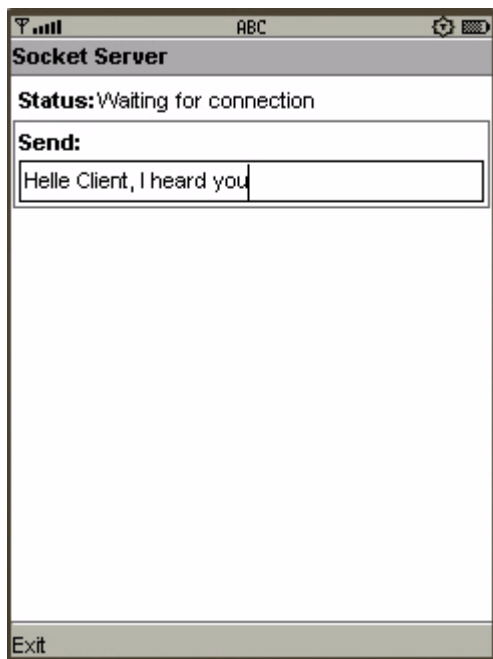 ABC
Socket Server
Status: Waiting for connection
Send:
Helle Client, I heard you
Exit